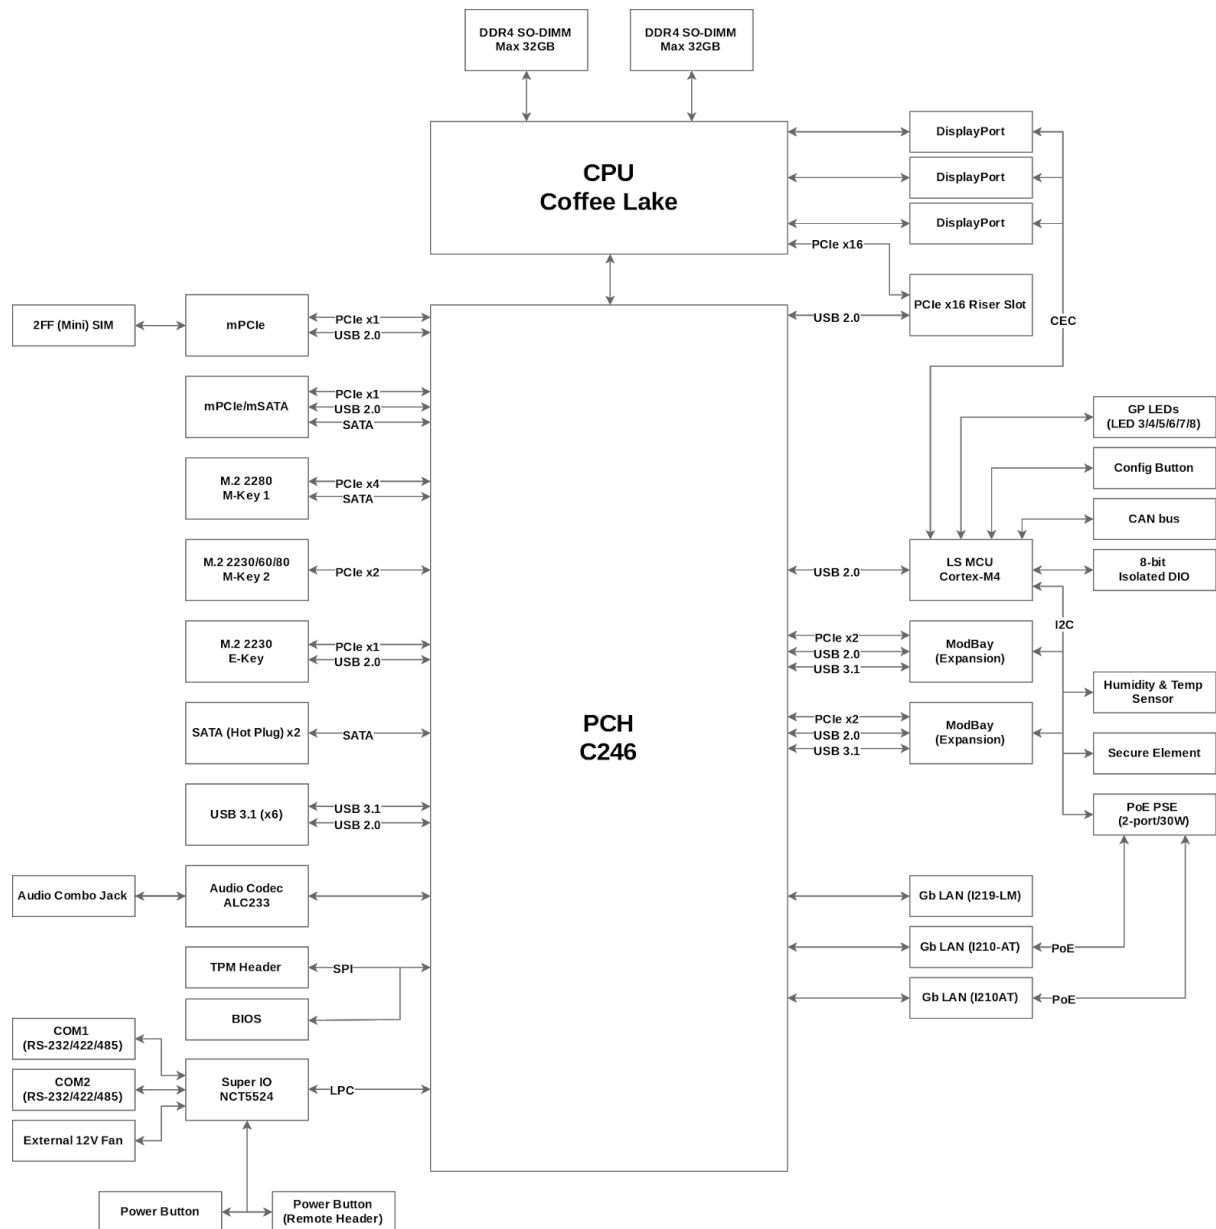 DDR4 SO-DIMM
Max 32GB
DDR4 SO-DIMM
Max 32GB
CPU
Coffee Lake
DisplayPort
DisplayPort
DisplayPort
PCIe x16
PCIe x16 Riser Slot
USB 2.0
CEC
2FF (Mini) SIM
mPCIe
PCIe x1
USB 2.0
mPCIe/mSATA
PCIe x1
USB 2.0
SATA
M.2 2280
M-Key 1
PCIe x4
SATA
M.2 2230/60/80
M-Key 2
PCIe x2
M.2 2230
E-Key
PCIe x1
USB 2.0
SATA (Hot Plug) x2
SATA
USB 3.1 (x6)
USB 3.1
USB 2.0
Audio Combo Jack
Audio Codec
ALC233
TPM Header
SPI
BIOS
COM1
(RS-232/422/485)
COM2
(RS-232/422/485)
External 12V Fan
Super IO
NCT5524
LPC
Power Button
Power Button
(Remote Header)
PCH
C246
GP LEDs
(LED 3/4/5/6/7/8)
Config Button
CAN bus
8-bit
Isolated DIO
USB 2.0
LS MCU
Cortex-M4
I2C
PCIe x2
USB 2.0
USB 3.1
ModBay
(Expansion)
PCIe x2
USB 2.0
USB 3.1
ModBay
(Expansion)
Humidity & Temp
Sensor
Secure Element
PoE PSE
(2-port/30W)
Gb LAN (I219-LM)
Gb LAN (I210-AT)
PoE
Gb LAN (I210AT)
PoE